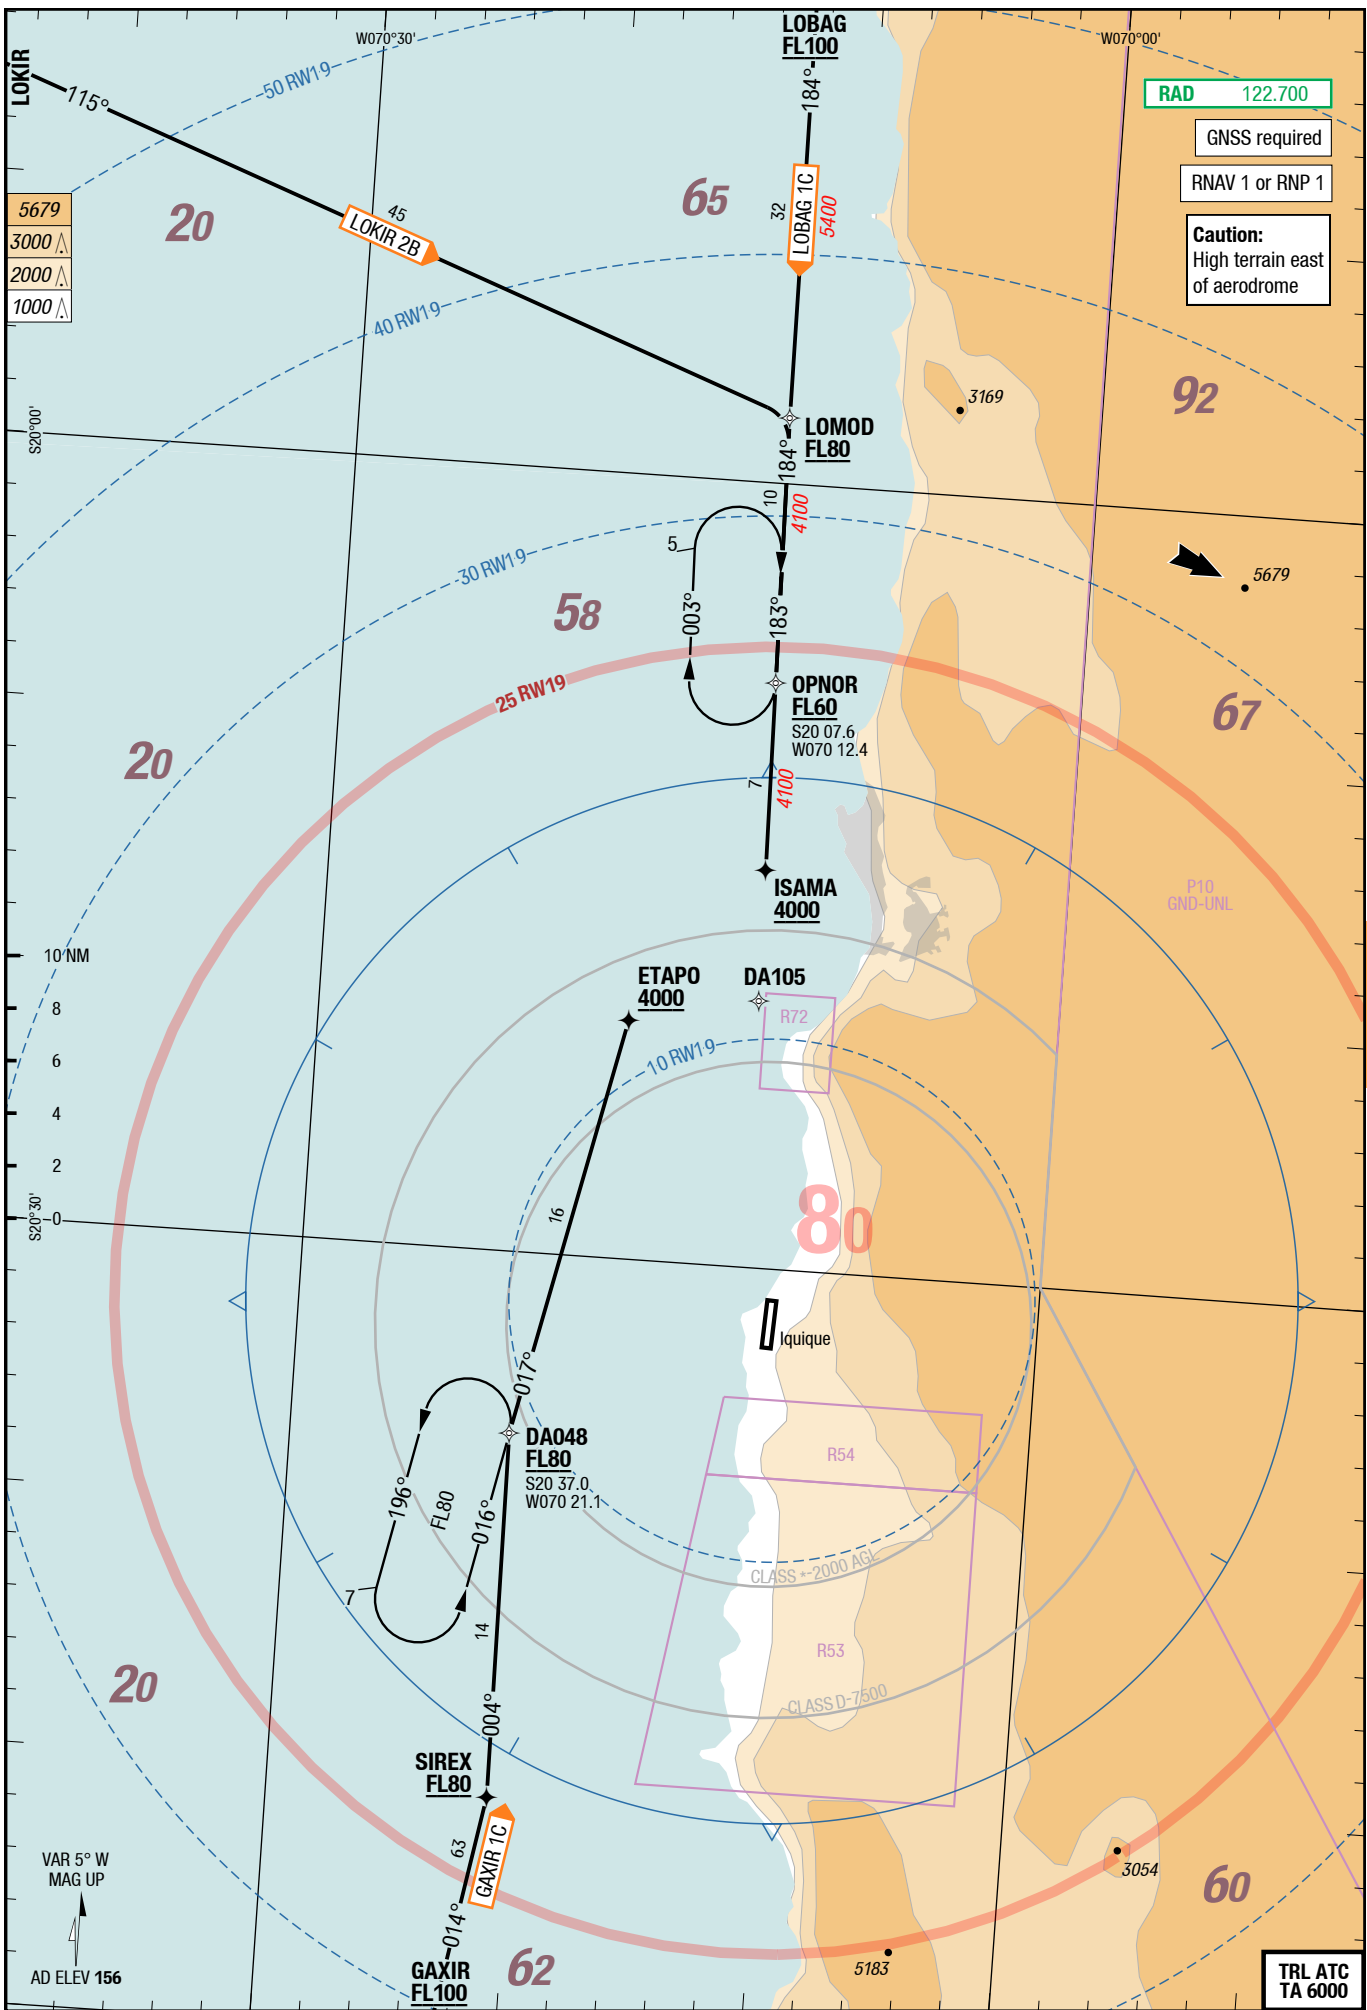 LOBAG
FL100
W070°30'
W070°00'
LOKIR
115°
50 RW19
184°
RAD 122.700
GNSS required
RNAV 1 or RNP 1
Caution:
High terrain east
of aerodrome
5679
3000
2000
1000
20
45
LOKIR 2B
65
32
LOBAG 1C
5400
40 RW19
92
3169
S20°00'
LOMOD
FL80
184°
10
4100
5
30 RW19
5679
58
003°
183°
25 RW19
OPNOR
FL60
S20 07.6
W070 12.4
67
20
7
4100
ISAMA
4000
P10
GND-UNL
10 NM
8
6
4
2
0
ETAPO
4000
DA105
R72
10 RW19
S20°30'
16
80
Iquique
017°
DA048
FL80
S20 37.0
W070 21.1
R54
196°
FL80
016°
CLASS *-2000 AGL
7
14
R53
20
CLASS D-7500
004°
SIREX
FL80
63
GAXIR 1C
014°
VAR 5° W
MAG UP
AD ELEV 156
3054
60
GAXIR
FL100
62
5183
TRL ATC
TA 6000